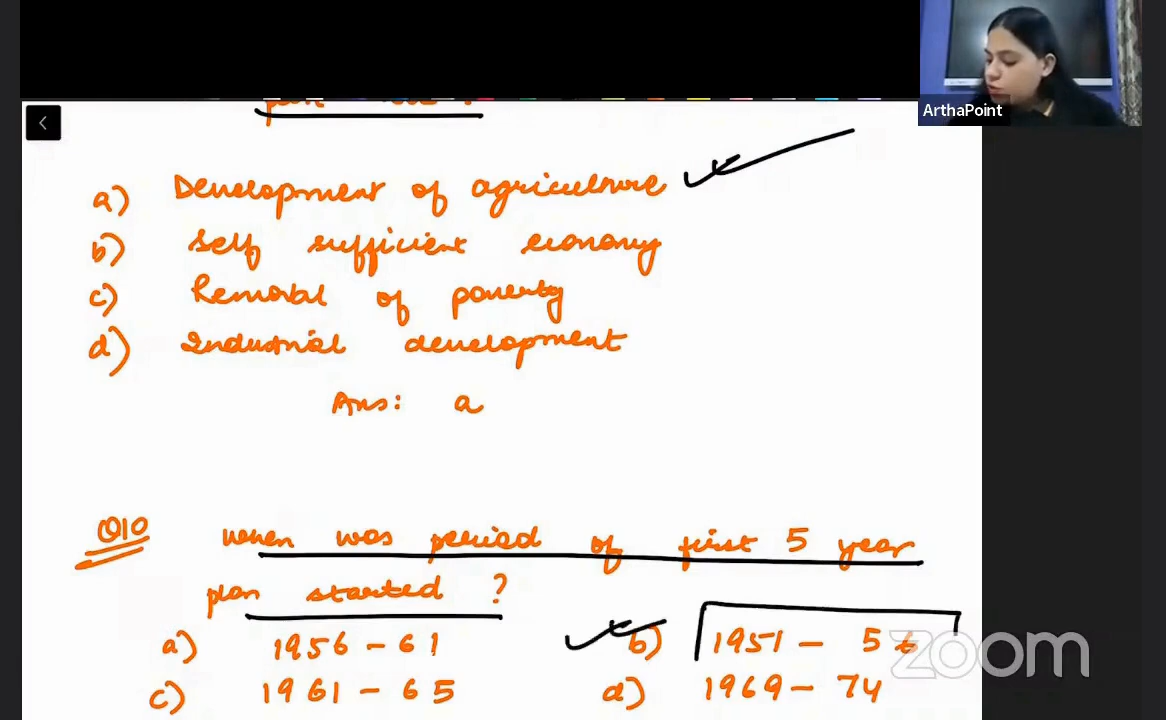 ArthaPoint
a) Development of agriculture
b) Self sufficient economy
c) Removal of poverty
d) Industrial development
Ans: a
Q10 When was period of first 5 year
plan started ?
a) 1956 - 61 b) 1951 - 56
c) 1961 - 65 d) 1969 - 74
zoom